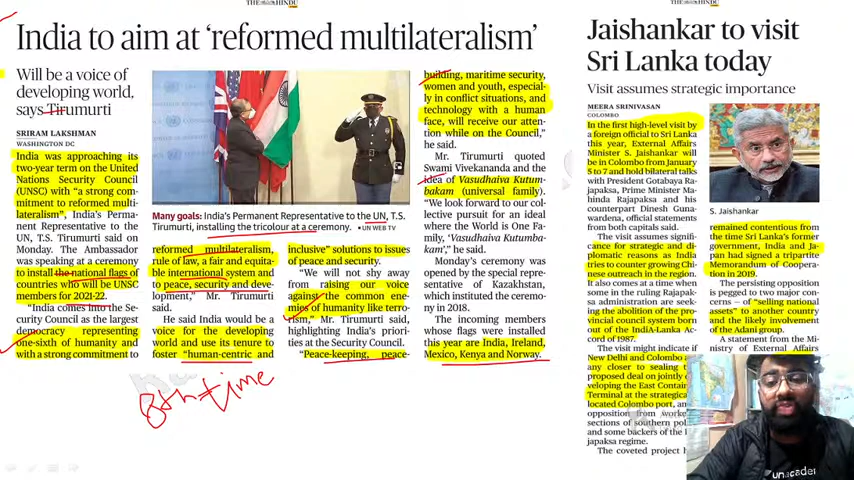 THE HINDU
India to aim at ‘reformed multilateralism’
Will be a voice of
developing world,
says Tirumurti
SRIRAM LAKSHMAN
WASHINGTON DC
India was approaching its
two-year term on the United
Nations Security Council
(UNSC) with “a strong com-
mitment to reformed multi-
lateralism”, India’s Perma-
nent Representative to the
UN, T.S. Tirumurti said on
Monday. The Ambassador
was speaking at a ceremony
to install the national flags of
countries who will be UNSC
members for 2021-22.
“India comes into the Se-
curity Council as the largest
democracy representing
one-sixth of humanity and
with a strong commitment to
Many goals: India’s Permanent Representative to the UN, T.S.
Tirumurti, installing the tricolour at a ceremony. • UN WEB TV
reformed multilateralism,
rule of law, a fair and equita-
ble international system and
to peace, security and deve-
lopment,” Mr. Tirumurti
said.
He said India would be a
voice for the developing
world and use its tenure to
foster “human-centric and
inclusive” solutions to issues
of peace and security.
“We will not shy away
from raising our voice
against the common ene-
mies of humanity like terro-
rism,” Mr. Tirumurti said,
highlighting India’s priori-
ties at the Security Council.
“Peace-keeping, peace-
building, maritime security,
women and youth, especial-
ly in conflict situations, and
technology with a human
face, will receive our atten-
tion while on the Council,”
he said.
Mr. Tirumurti quoted
Swami Vivekananda and the
idea of Vasudhaiva Kutum-
bakam (universal family).
“We look forward to our col-
lective pursuit for an ideal
where the World is One Fa-
mily, ‘Vasudhaiva Kutumba-
kam’,” he said.
Monday’s ceremony was
opened by the special repre-
sentative of Kazakhstan,
which instituted the ceremo-
ny in 2018.
The incoming members
whose flags were installed
this year are India, Ireland,
Mexico, Kenya and Norway.
8th time
THE HINDU
Jaishankar to visit
Sri Lanka today
Visit assumes strategic importance
MEERA SRINIVASAN
COLOMBO
In the first high-level visit by
a foreign official to Sri Lanka
this year, External Affairs
Minister S. Jaishankar will
be in Colombo from January
5 to 7 and hold bilateral talks
with President Gotabaya Ra-
japaksa, Prime Minister Ma-
hinda Rajapaksa and his
counterpart Dinesh Guna-
wardena, official statements
from both capitals said.
The visit assumes signifi-
cance for strategic and di-
plomatic reasons as India
tries to counter growing Chi-
nese outreach in the region.
It also comes at a time when
some in the ruling Rajapak-
sa administration are seeking
the abolition of the pro-
vincial council system born
out of the IndiA-Lanka Ac-
cord of 1987.
The visit might indicate if
New Delhi and Colombo
any closer to sealing
proposed deal on jointly
veloping the East Contain
Terminal at the strategical
located Colombo port,
opposition from worke
sections of southern pol
and some backers of the
japaksa regime.
The coveted project
S. Jaishankar
remained contentious from
the time Sri Lanka’s former
government, India and Ja-
pan had signed a tripartite
Memorandum of Coopera-
tion in 2019.
The persisting opposition
is pegged to two major con-
cerns – of “selling national
assets” to another country
and the likely involvement of
the Adani group.
A statement from the Mi-
nistry of External Affairs
unacade